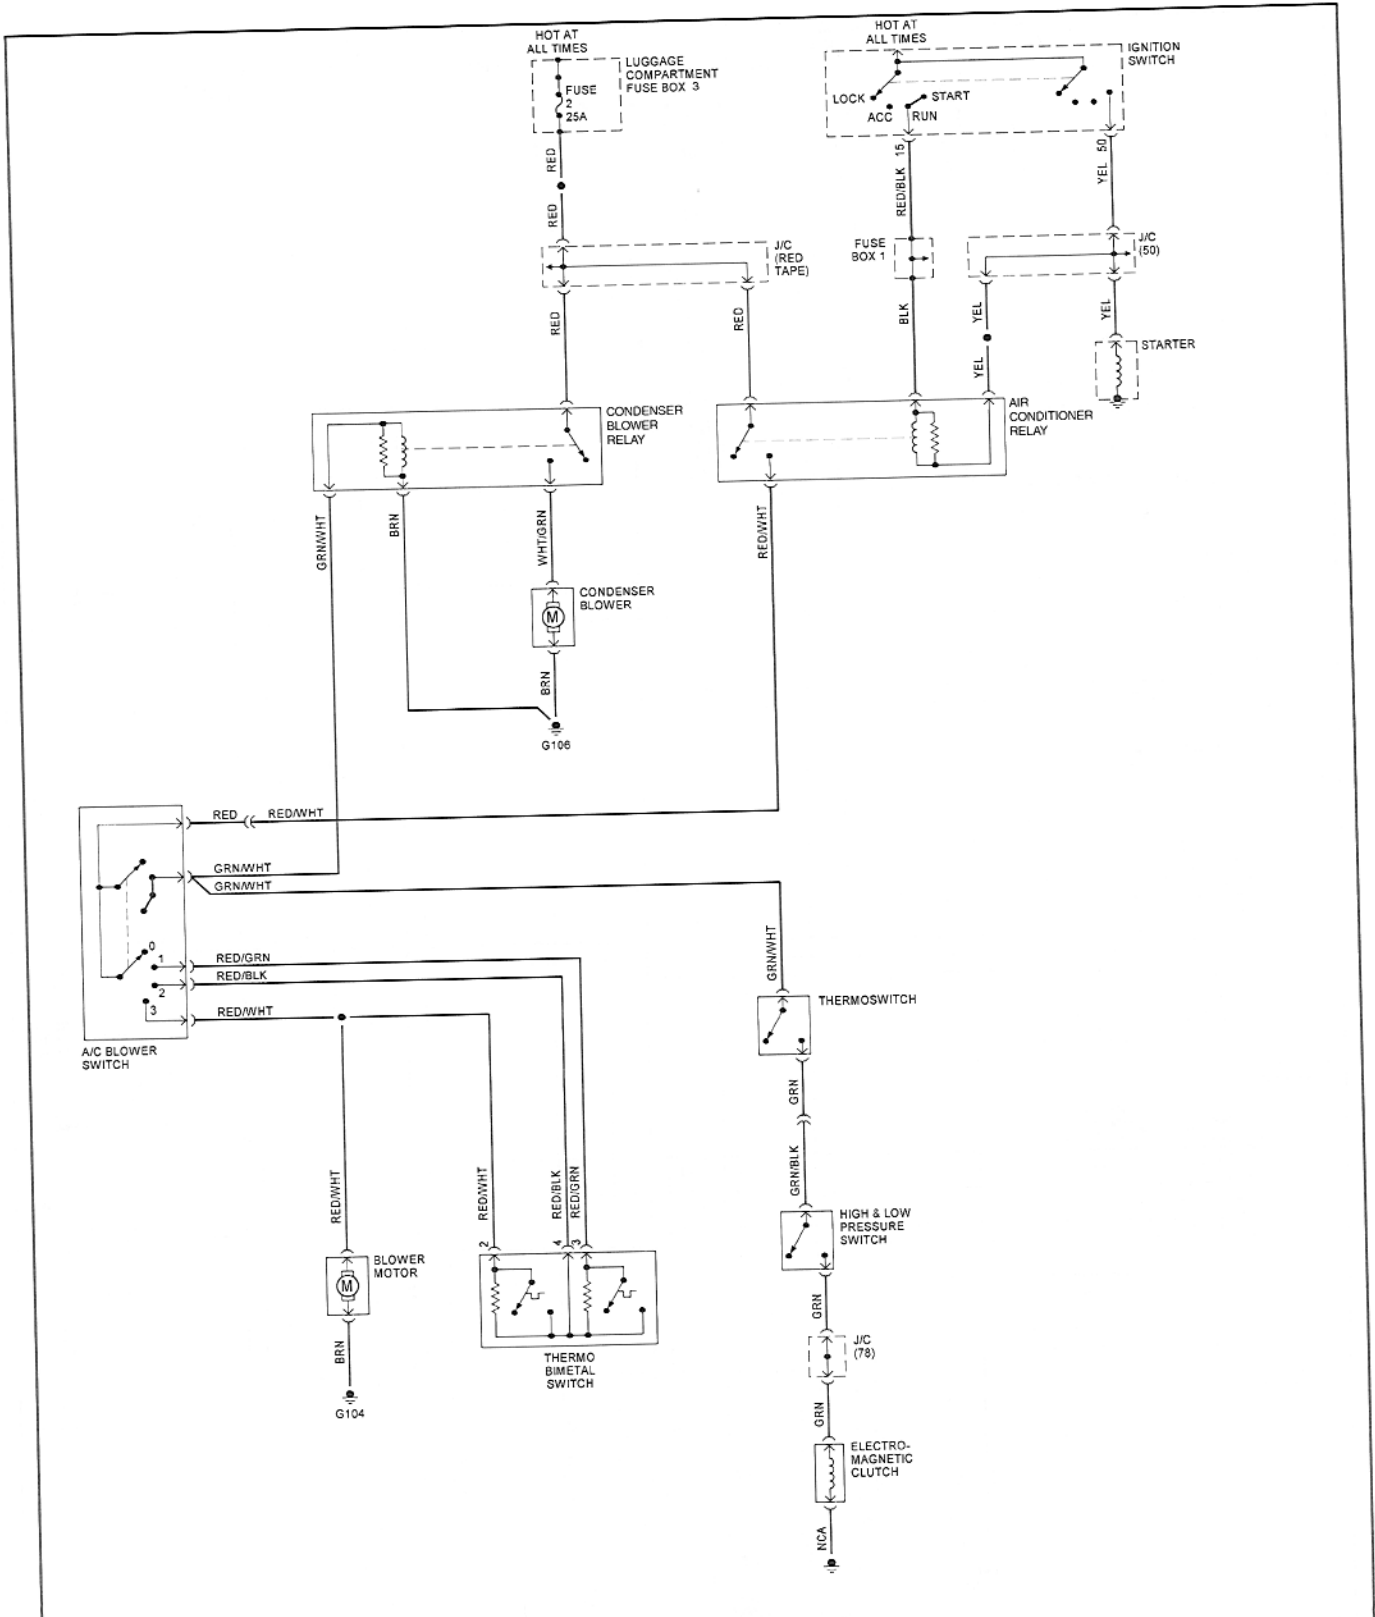 HOT AT
ALL TIMES
LUGGAGE
COMPARTMENT
FUSE BOX 3
FUSE
2
25A
HOT AT
ALL TIMES
IGNITION
SWITCH
LOCK
ACC
START
RUN
RED
RED
15
RED/BLK
50
YEL
J/C
(RED
TAPE)
FUSE
BOX 1
J/C
(50)
RED
RED
BLK
YEL
YEL
YEL
STARTER
CONDENSER
BLOWER
RELAY
AIR
CONDITIONER
RELAY
GRN/WHT
BRN
WHT/GRN
RED/WHT
CONDENSER
BLOWER
M
BRN
G106
RED
RED/WHT
GRN/WHT
GRN/WHT
0
1
2
3
RED/GRN
RED/BLK
RED/WHT
A/C BLOWER
SWITCH
GRN/WHT
THERMOSWITCH
GRN
GRN/BLK
RED/WHT
RED/WHT
RED/BLK
RED/GRN
2
4
3
HIGH & LOW
PRESSURE
SWITCH
BLOWER
MOTOR
M
BRN
G104
THERMO
BIMETAL
SWITCH
GRN
J/C
(78)
GRN
ELECTRO-
MAGNETIC
CLUTCH
NCA